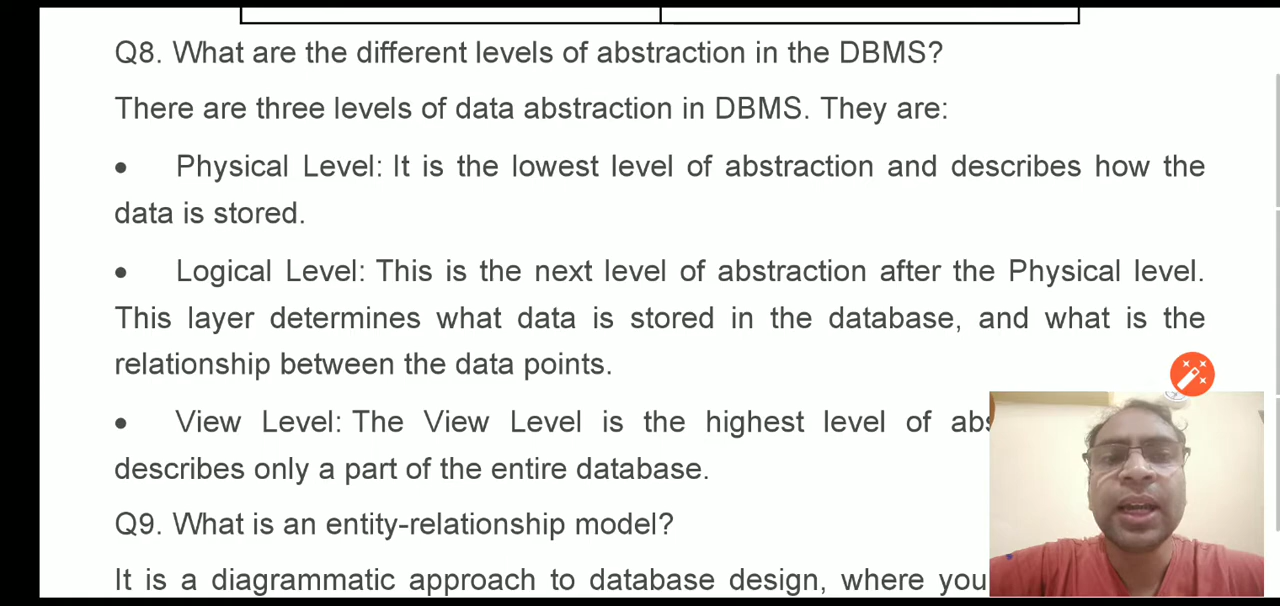 Q8. What are the different levels of abstraction in the DBMS?
There are three levels of data abstraction in DBMS. They are:
• Physical Level: It is the lowest level of abstraction and describes how the
data is stored.
• Logical Level: This is the next level of abstraction after the Physical level.
This layer determines what data is stored in the database, and what is the
relationship between the data points.
• View Level: The View Level is the highest level of
describes only a part of the entire database.
Q9. What is an entity-relationship model?
It is a diagrammatic approach to database design, where you